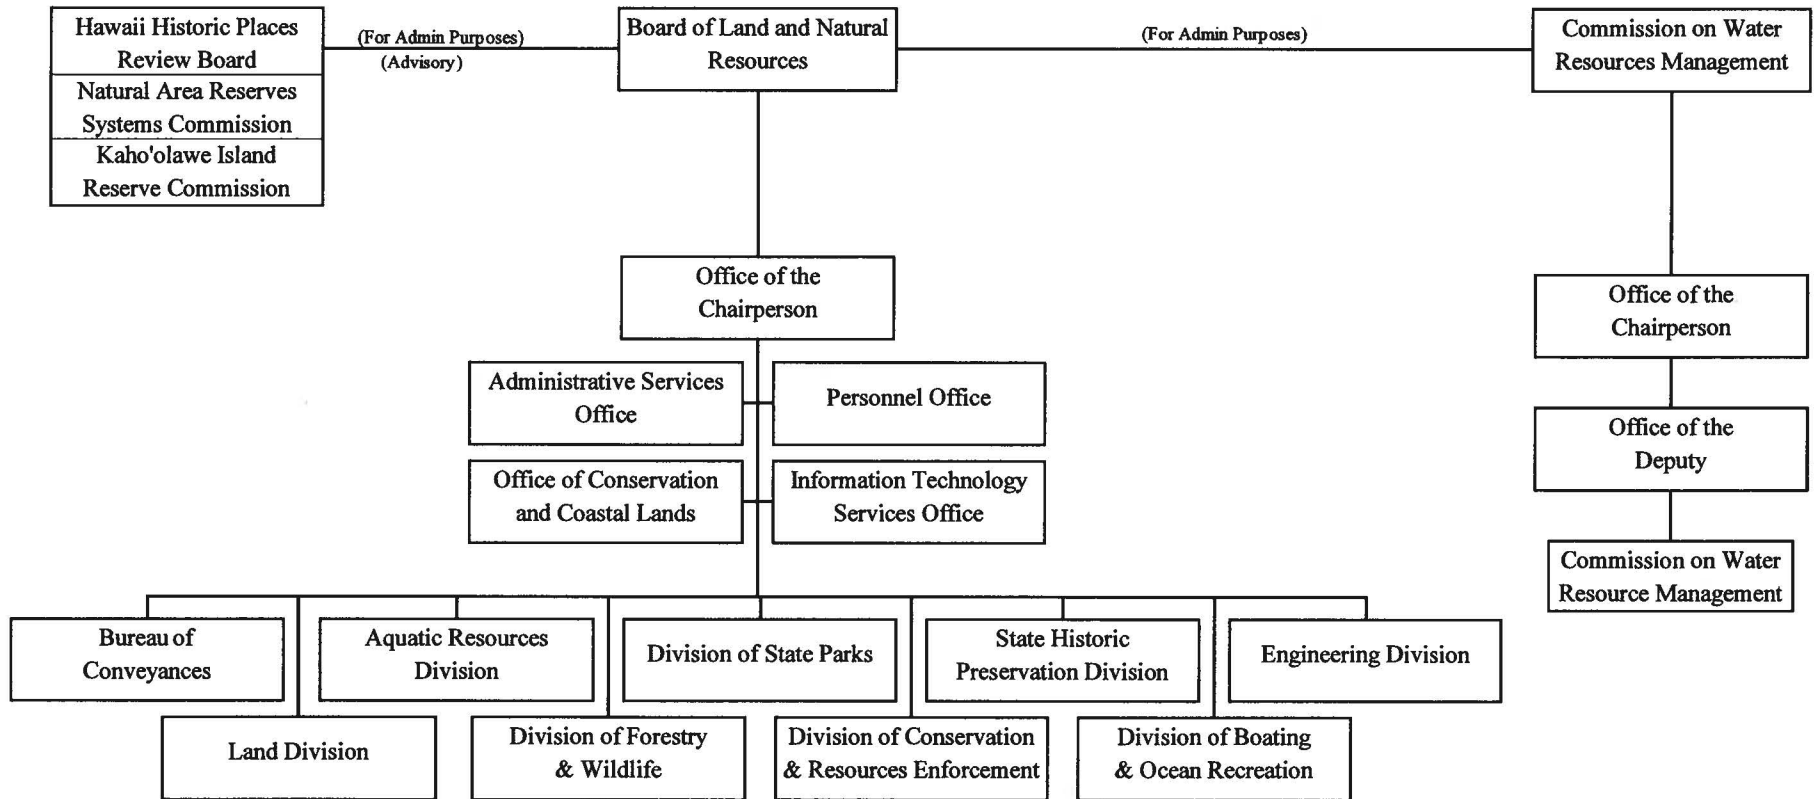 Hawaii Historic Places
Review Board
Natural Area Reserves
Systems Commission
Kaho'olawe Island
Reserve Commission
(For Admin Purposes)
(Advisory)
Board of Land and Natural
Resources
(For Admin Purposes)
Commission on Water
Resources Management
Office of the
Chairperson
Administrative Services
Office
Personnel Office
Office of Conservation
and Coastal Lands
Information Technology
Services Office
Office of the
Chairperson
Office of the
Deputy
Commission on Water
Resource Management
Bureau of
Conveyances
Aquatic Resources
Division
Division of State Parks
State Historic
Preservation Division
Engineering Division
Land Division
Division of Forestry
& Wildlife
Division of Conservation
& Resources Enforcement
Division of Boating
& Ocean Recreation